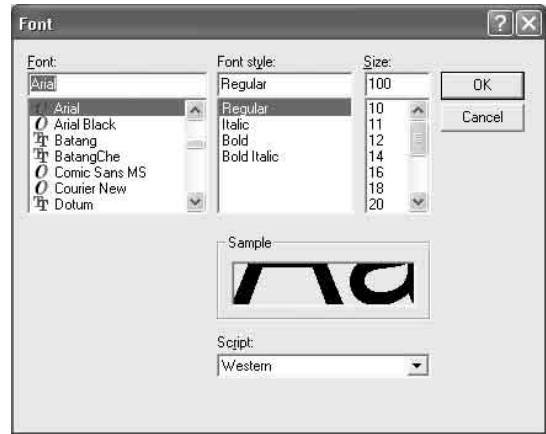 Font
Font: Font style: Size:
Arial Regular 100 OK
Arial Regular 10
Arial Black Italic 11 Cancel
Batang Bold 12
BatangChe Bold Italic 14
Comic Sans MS 16
Courier New 18
Dotum 20
Sample
Aa
Script:
Western